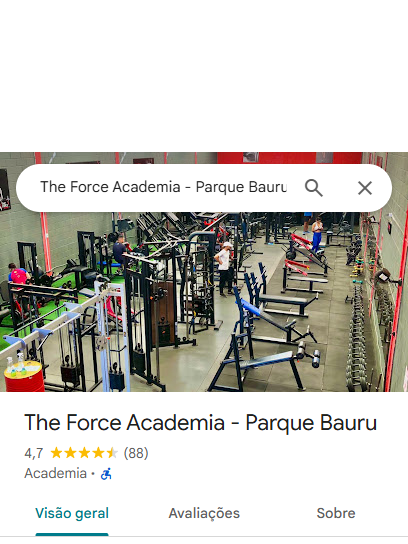 The Force Academia - Parque Bauru
The Force Academia - Parque Bauru
4,7 (88)
Academia ·
Visão geral Avaliações Sobre